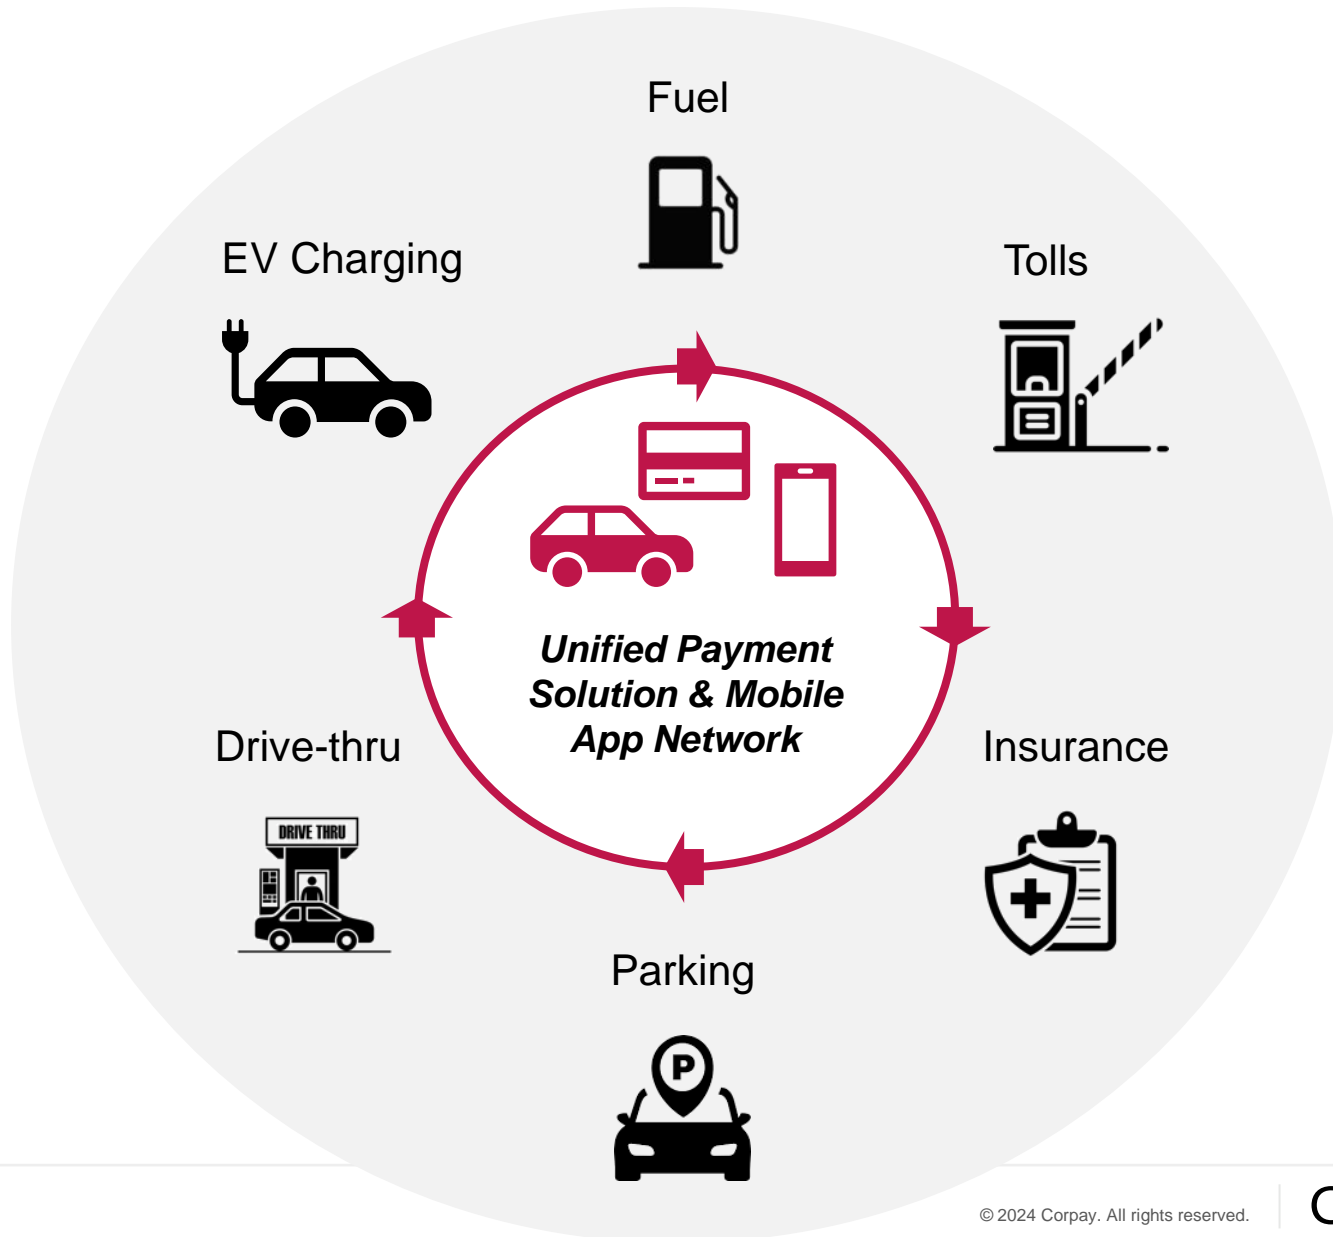 Fuel
EV Charging
Tolls
Unified Payment
Solution & Mobile
App Network
Drive-thru
Insurance
DRIVE THRU
Parking
P
© 2024 Corpay. All rights reserved.